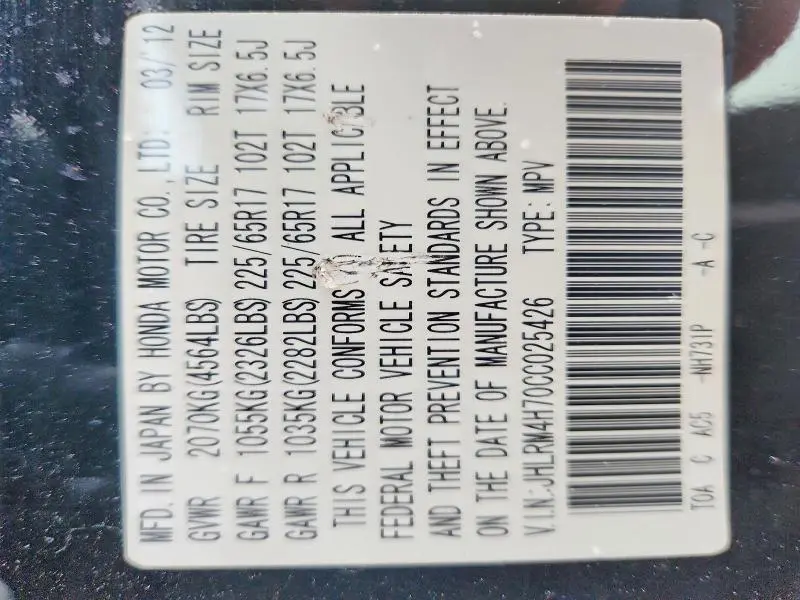 MFD. IN JAPAN BY HONDA MOTOR CO., LTD. 03/'12
GVWR 2070KG(4564LBS) TIRE SIZE RIM SIZE
GAWR F 1055KG(2326LBS) 225/65R17 102T 17X6.5J
GAWR R 1035KG(2282LBS) 225/65R17 102T 17X6.5J
THIS VEHICLE CONFORMS TO ALL APPLICABLE
FEDERAL MOTOR VEHICLE SAFETY
AND THEFT PREVENTION STANDARDS IN EFFECT
ON THE DATE OF MANUFACTURE SHOWN ABOVE.
V.I.N.:JHLRM4H70CC025426 TYPE: MPV
TOA C AC5 -NH731P -A -C